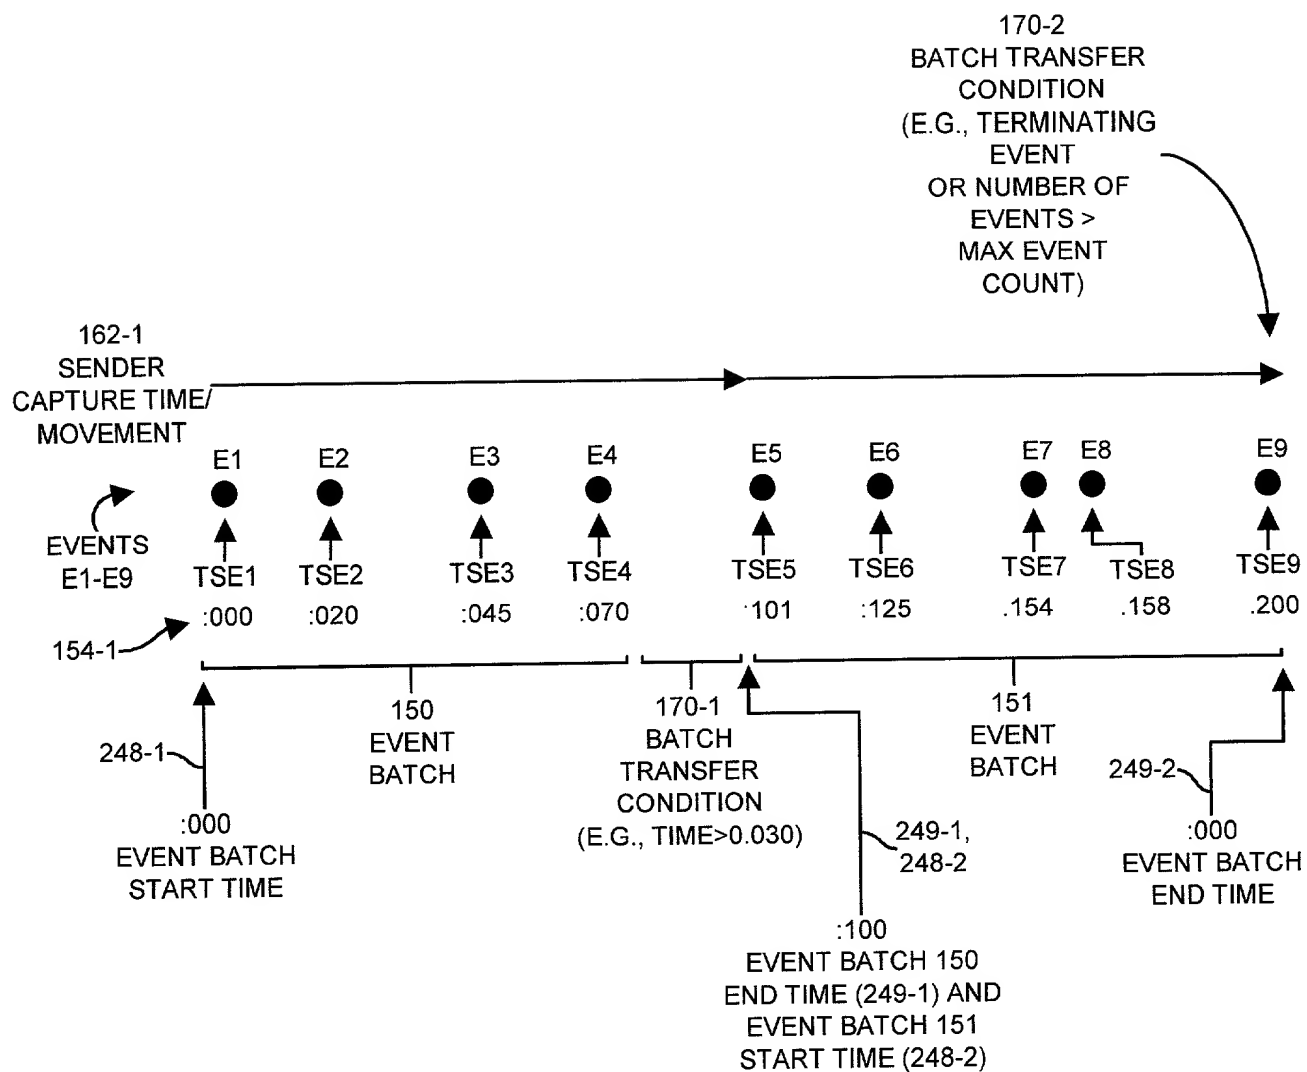 170-2
BATCH TRANSFER
CONDITION
(E.G., TERMINATING
EVENT
OR NUMBER OF
EVENTS >
MAX EVENT
COUNT)
162-1
SENDER
CAPTURE TIME/
MOVEMENT
E1 E2 E3 E4 E5 E6 E7 E8 E9
EVENTS
E1-E9
TSE1 TSE2 TSE3 TSE4 TSE5 TSE6 TSE7 TSE8 TSE9
:000 :020 :045 :070 :101 :125 .154 .158 .200
154-1
150
EVENT
BATCH
170-1
BATCH
TRANSFER
CONDITION
(E.G., TIME>0.030)
151
EVENT
BATCH
248-1
:000
EVENT BATCH
START TIME
249-1,
248-2
249-2
:000
EVENT BATCH
END TIME
:100
EVENT BATCH 150
END TIME (249-1) AND
EVENT BATCH 151
START TIME (248-2)